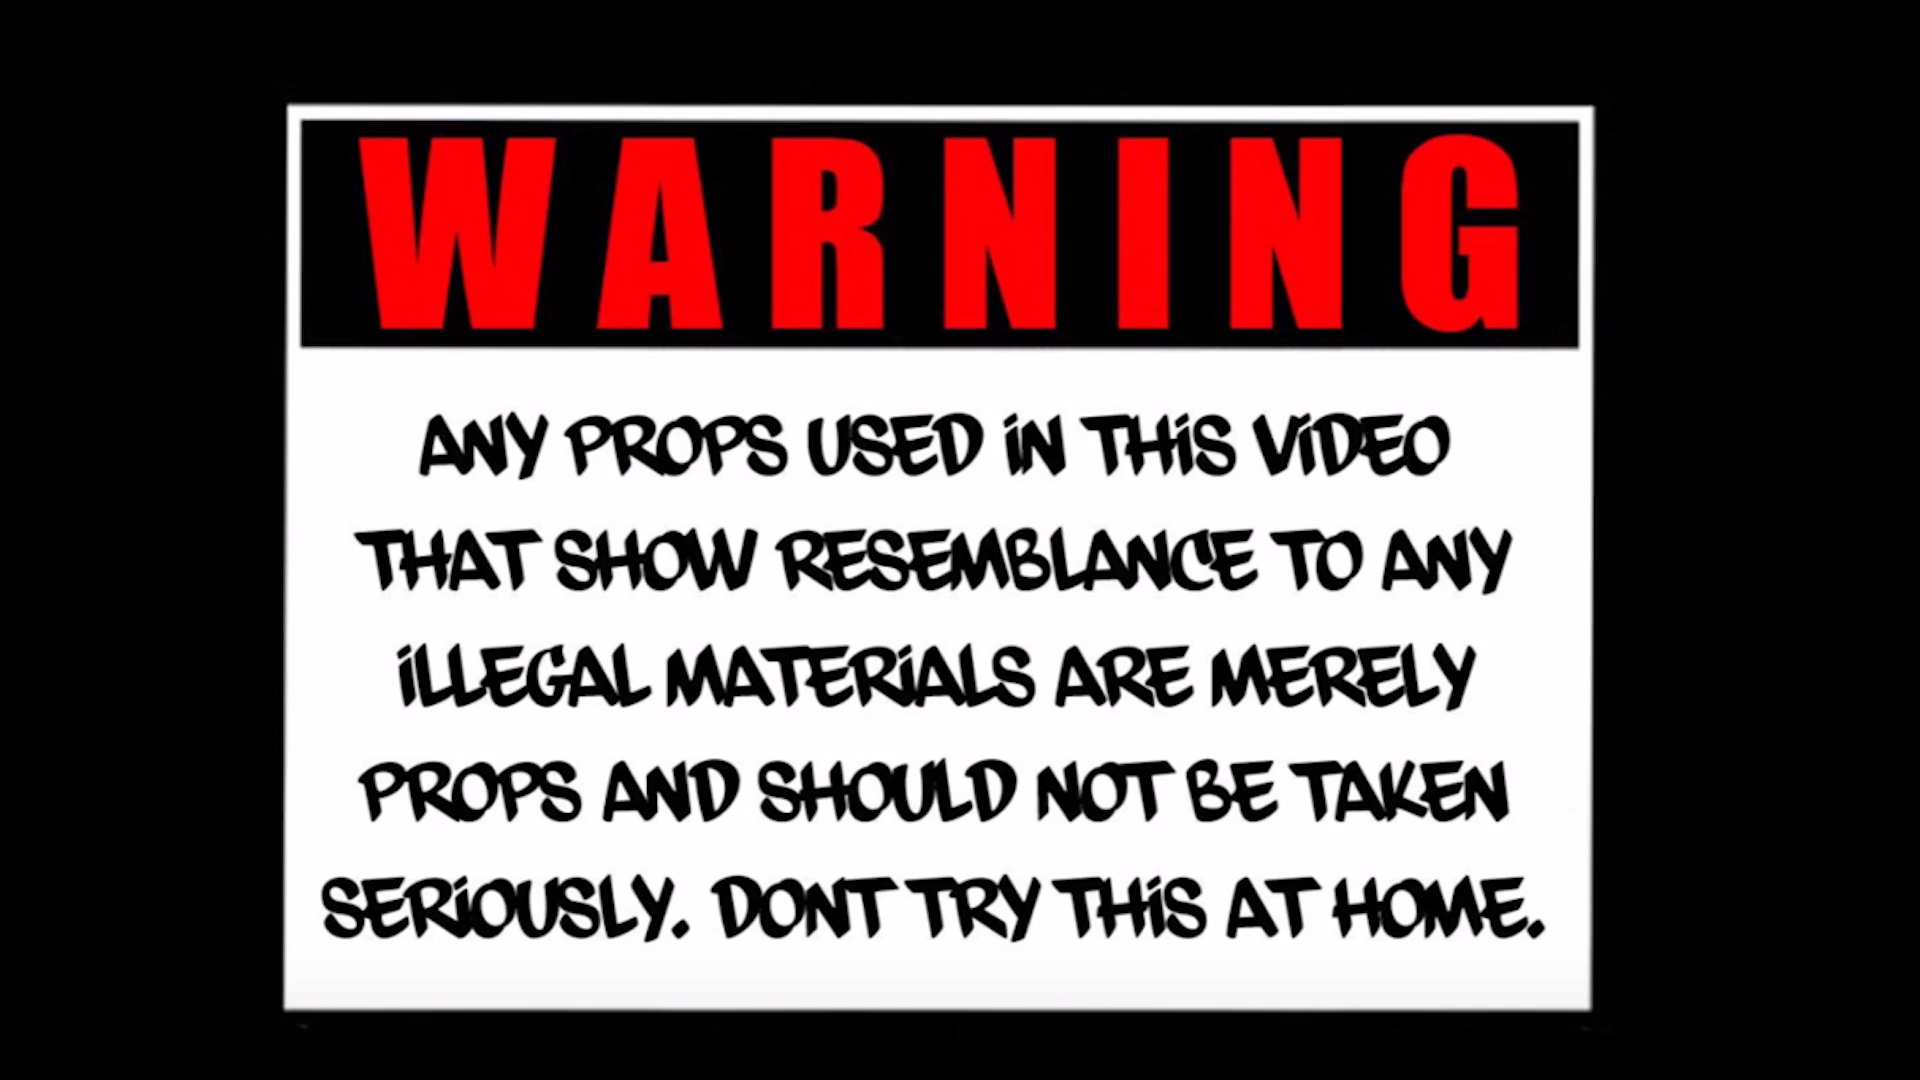 WARNING
ANY PROPS USED iN THiS ViDEO
THAT SHOW RESEMBLANCE TO ANY
iLLEGAL MATERiALS ARE MERELY
PROPS AND SHOULD NOT BE TAKEN
SERiOUSLY. DONT TRY THiS AT HOME.